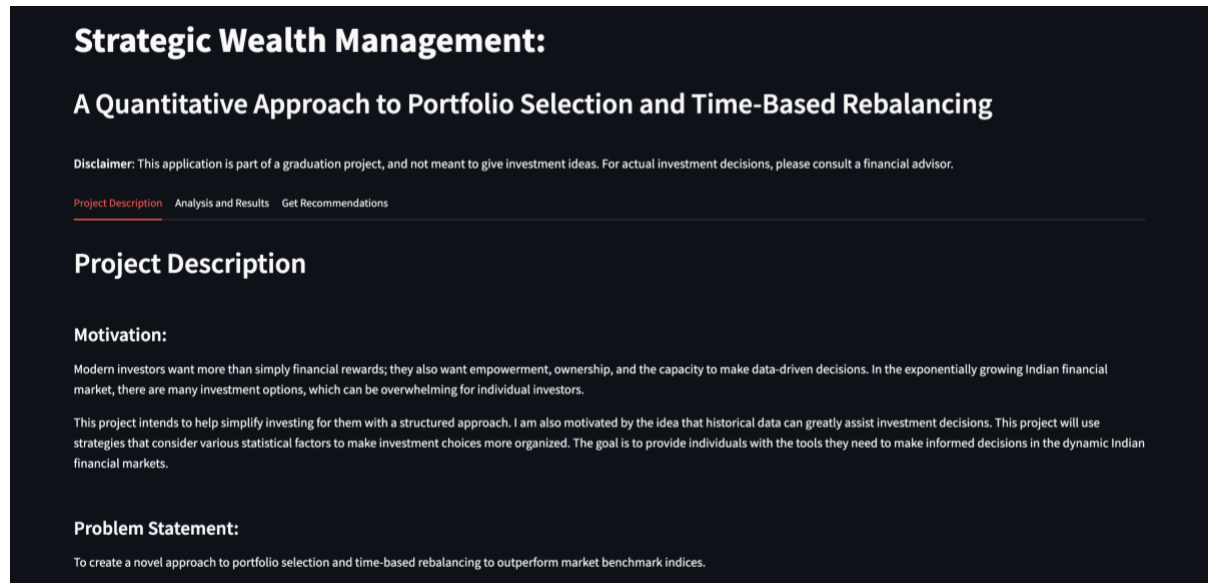 Strategic Wealth Management:
A Quantitative Approach to Portfolio Selection and Time-Based Rebalancing
Disclaimer: This application is part of a graduation project, and not meant to give investment ideas. For actual investment decisions, please consult a financial advisor.
Project Description Analysis and Results Get Recommendations
Project Description
Motivation:
Modern investors want more than simply financial rewards; they also want empowerment, ownership, and the capacity to make data-driven decisions. In the exponentially growing Indian financial
market, there are many investment options, which can be overwhelming for individual investors.
This project intends to help simplify investing for them with a structured approach. I am also motivated by the idea that historical data can greatly assist investment decisions. This project will use
strategies that consider various statistical factors to make investment choices more organized. The goal is to provide individuals with the tools they need to make informed decisions in the dynamic Indian
financial markets.
Problem Statement:
To create a novel approach to portfolio selection and time-based rebalancing to outperform market benchmark indices.